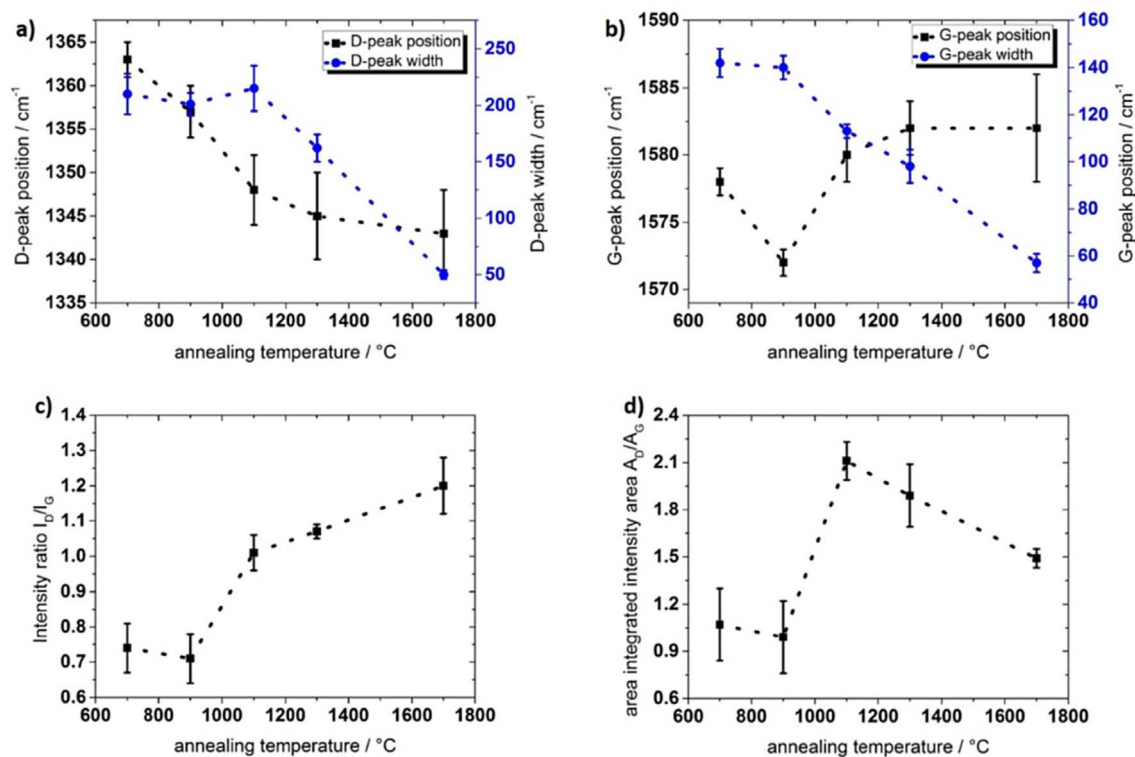 a)
D-peak position
D-peak width
1365
1360
1355
1350
1345
1340
1335
D-peak position / cm⁻¹
250
200
150
100
50
D-peak width / cm⁻¹
600 800 1000 1200 1400 1600 1800
annealing temperature / °C
b)
G-peak position
G-peak width
1590
1585
1580
1575
1570
G-peak position / cm⁻¹
160
140
120
100
80
60
40
G-peak position / cm⁻¹
600 800 1000 1200 1400 1600 1800
annealing temperature / °C
c)
1.4
1.3
1.2
1.1
1.0
0.9
0.8
0.7
0.6
Intensity ratio I_D/I_G
600 800 1000 1200 1400 1600 1800
annealing temperature / °C
d)
2.4
2.1
1.8
1.5
1.2
0.9
0.6
area integrated intensity area A_D/A_G
600 800 1000 1200 1400 1600 1800
annealing temperature / °C